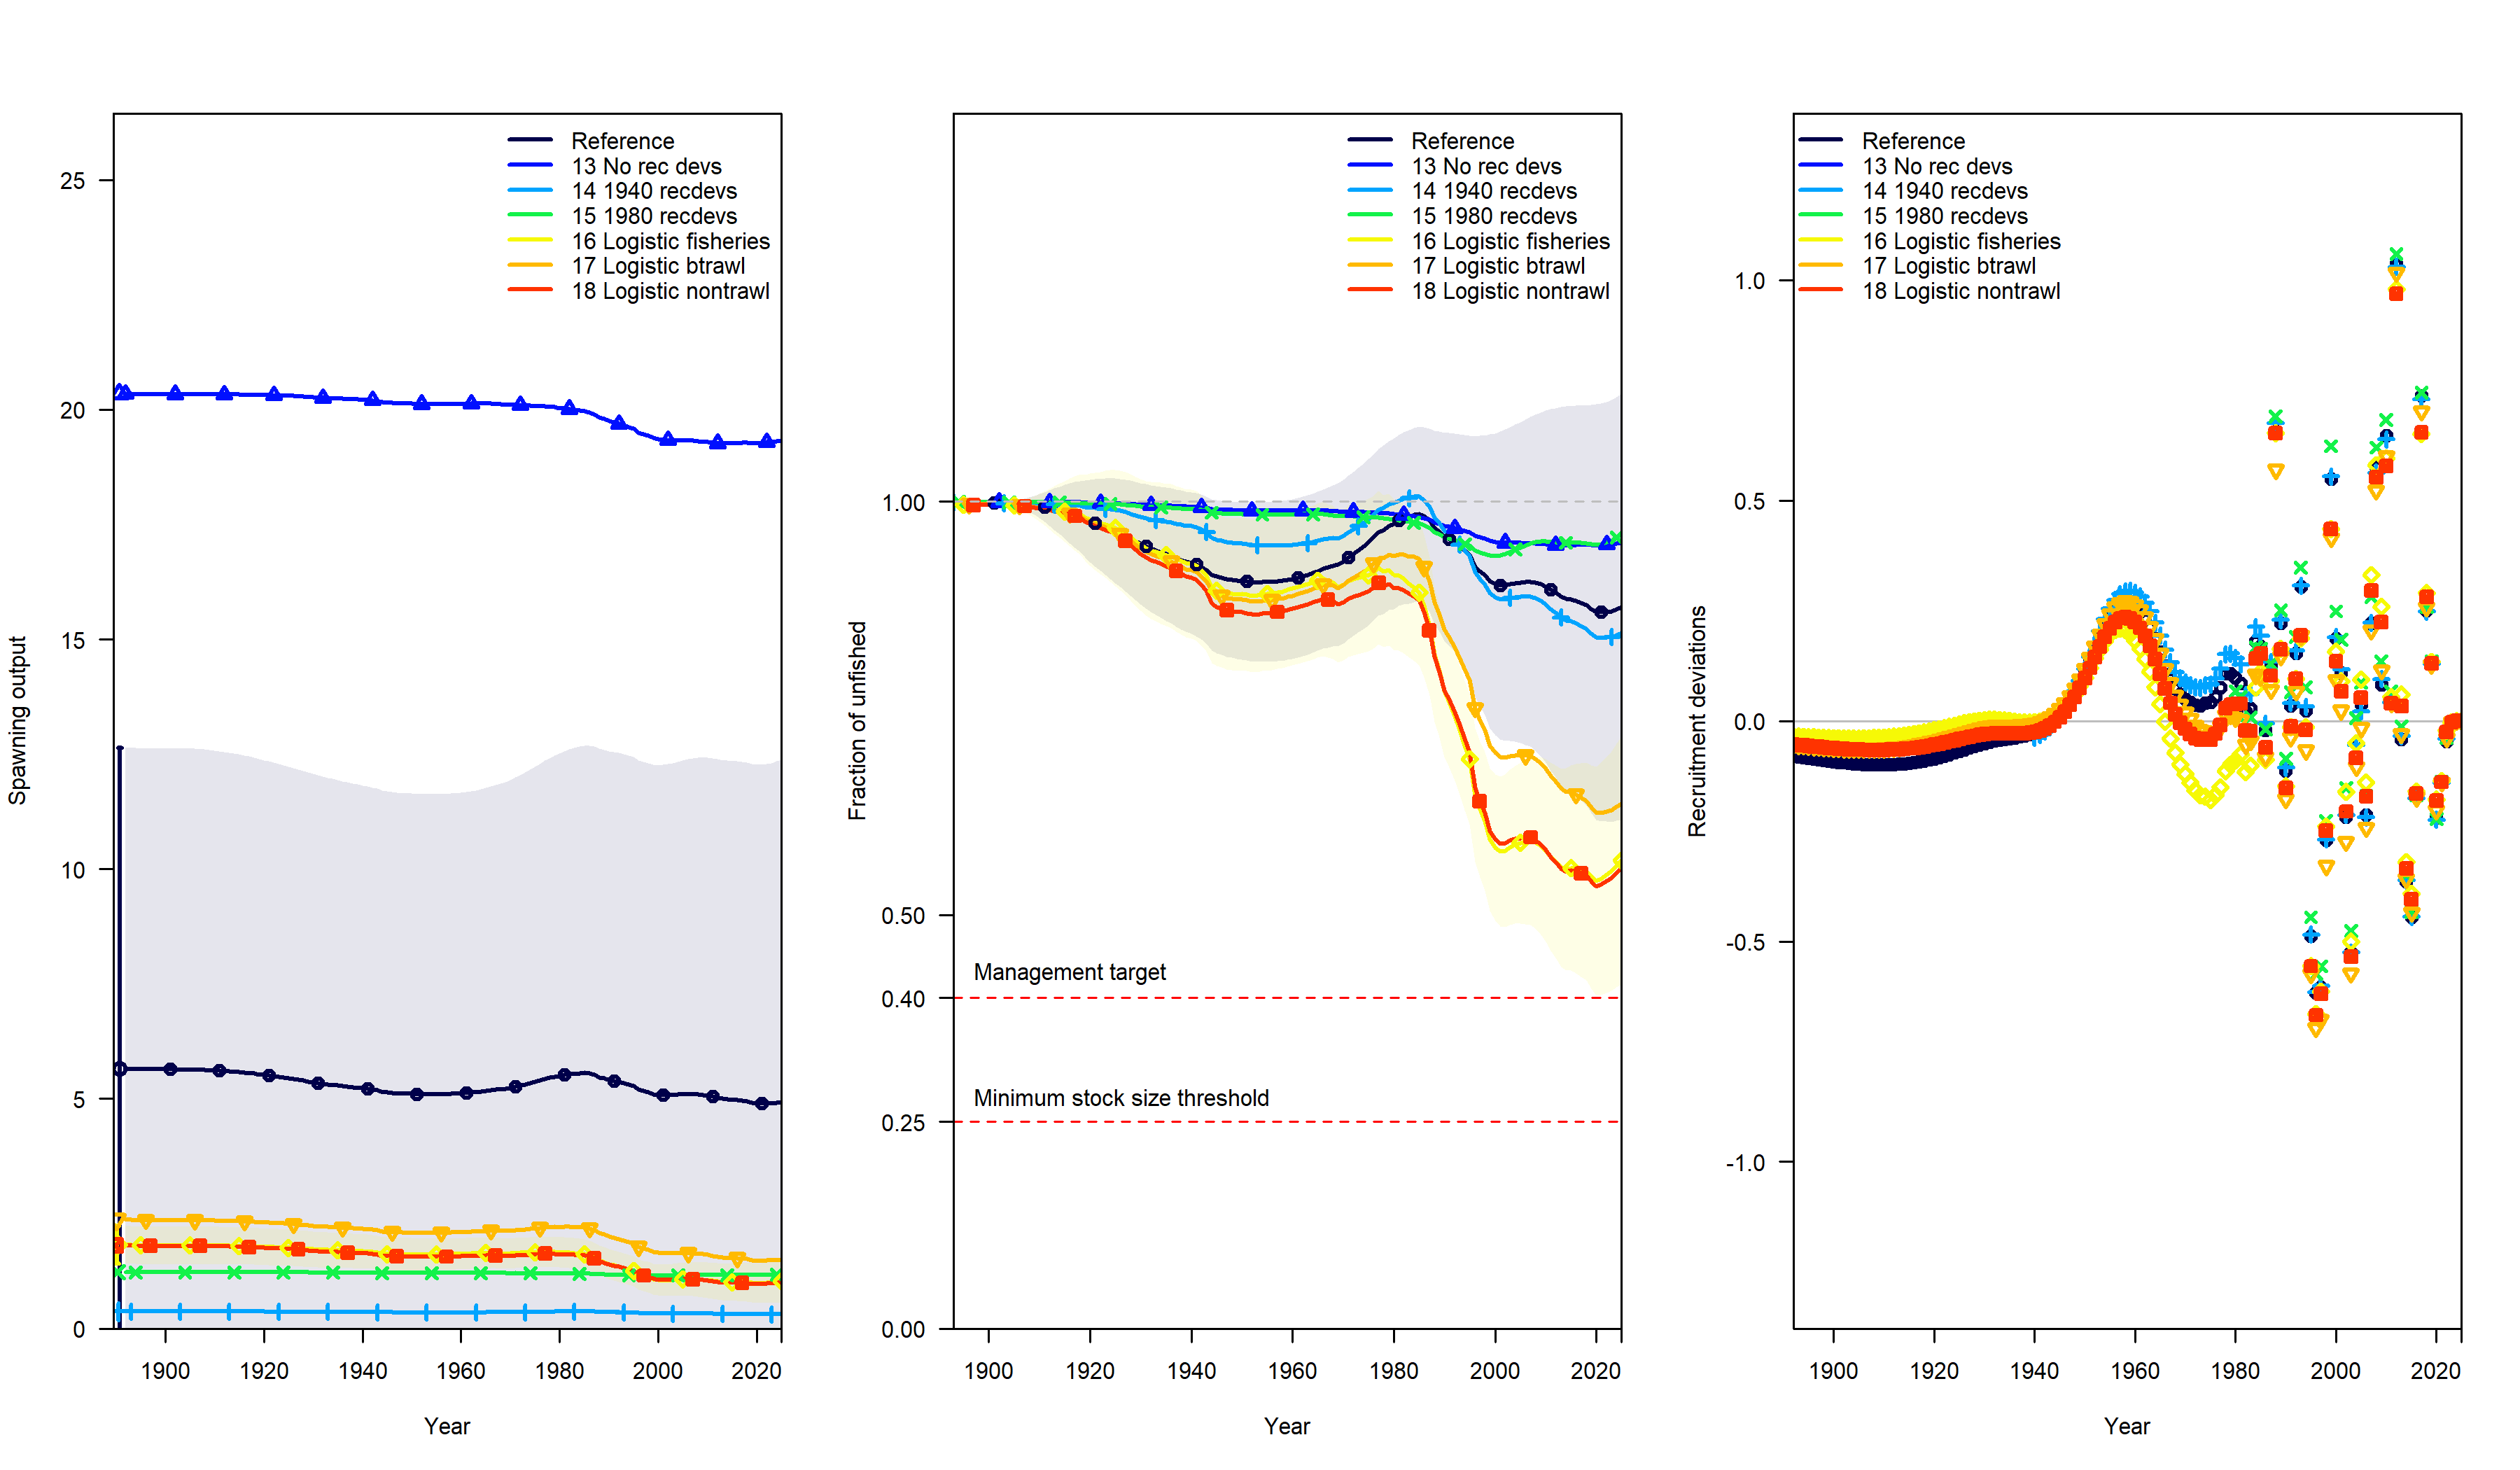 Spawning output
25
20
15
10
5
0
Reference
13 No rec devs
14 1940 recdevs
15 1980 recdevs
16 Logistic fisheries
17 Logistic btrawl
18 Logistic nontrawl
1900 1920 1940 1960 1980 2000 2020
Year
Fraction of unfished
1.00
0.50
0.40
0.25
0.00
Reference
13 No rec devs
14 1940 recdevs
15 1980 recdevs
16 Logistic fisheries
17 Logistic btrawl
18 Logistic nontrawl
Management target
Minimum stock size threshold
1900 1920 1940 1960 1980 2000 2020
Year
Recruitment deviations
1.0
0.5
0.0
-0.5
-1.0
Reference
13 No rec devs
14 1940 recdevs
15 1980 recdevs
16 Logistic fisheries
17 Logistic btrawl
18 Logistic nontrawl
1900 1920 1940 1960 1980 2000 2020
Year